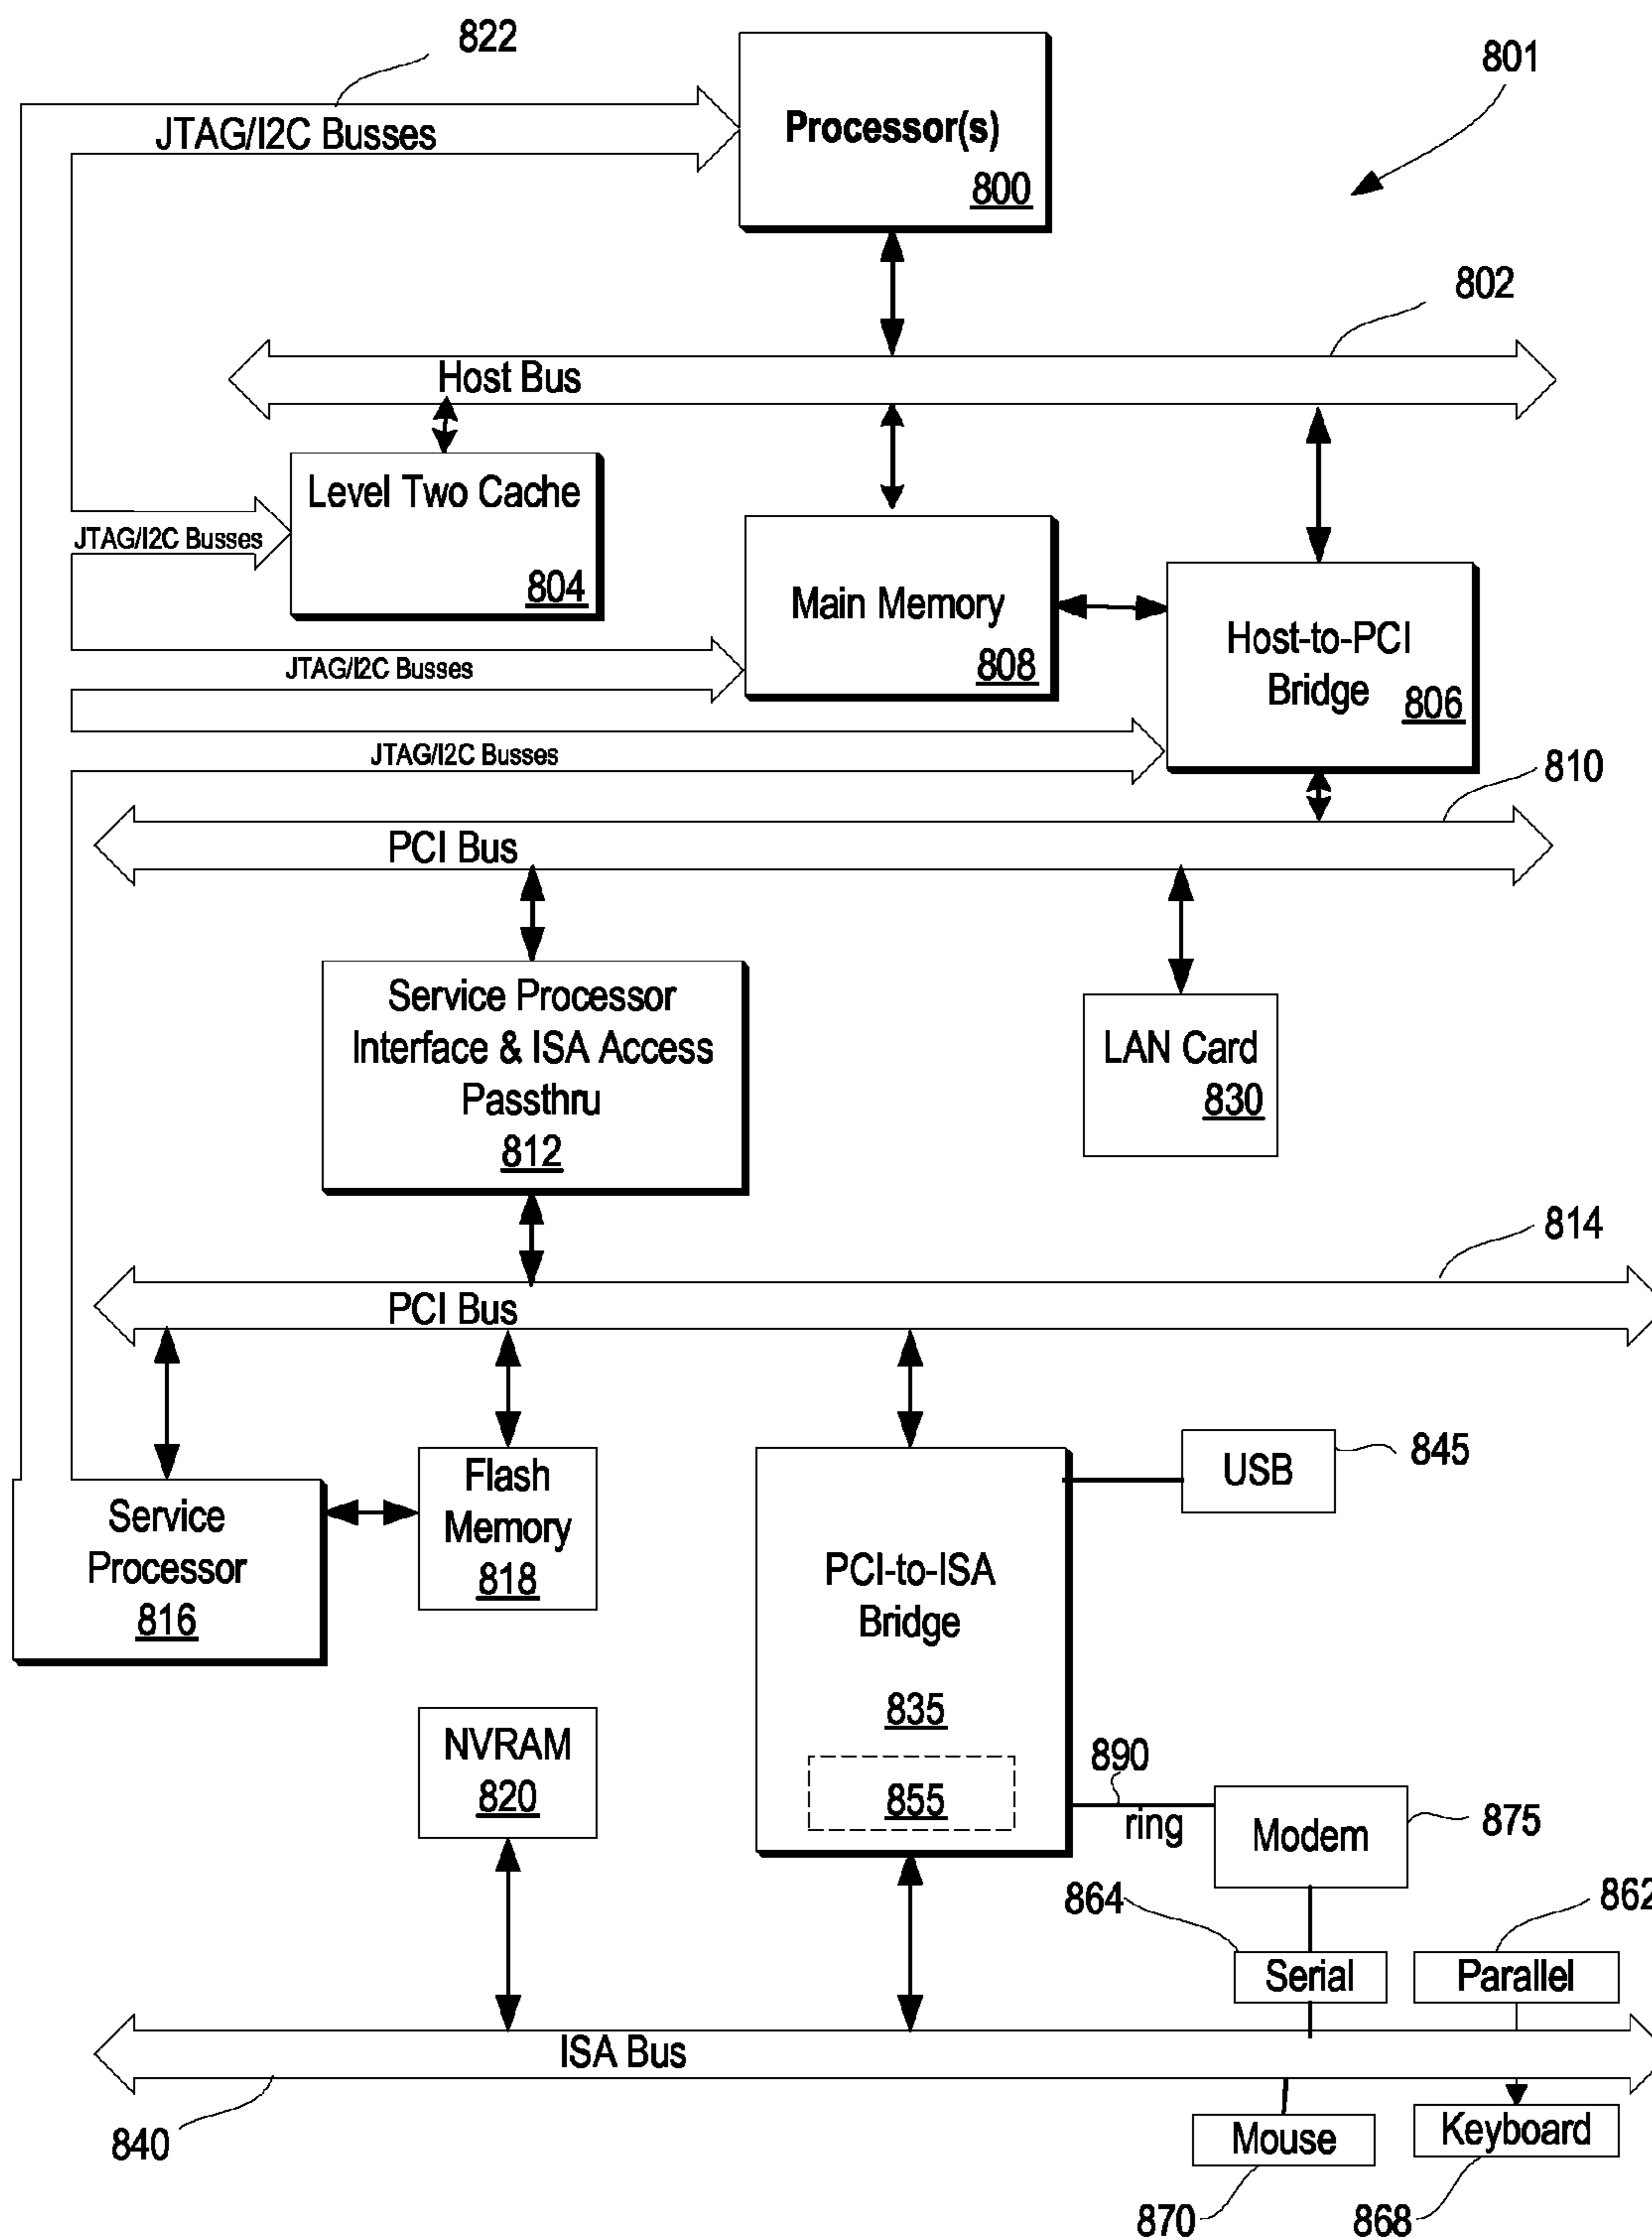 822
801
JTAG/I2C Busses
Processor(s)
800
802
Host Bus
Level Two Cache
804
JTAG/I2C Busses
Main Memory
808
Host-to-PCI
Bridge
806
JTAG/I2C Busses
JTAG/I2C Busses
810
PCI Bus
Service Processor
Interface & ISA Access
Passthru
812
LAN Card
830
814
PCI Bus
Service
Processor
816
Flash
Memory
818
USB
845
PCI-to-ISA
Bridge
835
855
NVRAM
820
890
ring
Modem
875
864
862
Serial
Parallel
ISA Bus
840
Mouse
Keyboard
870
868